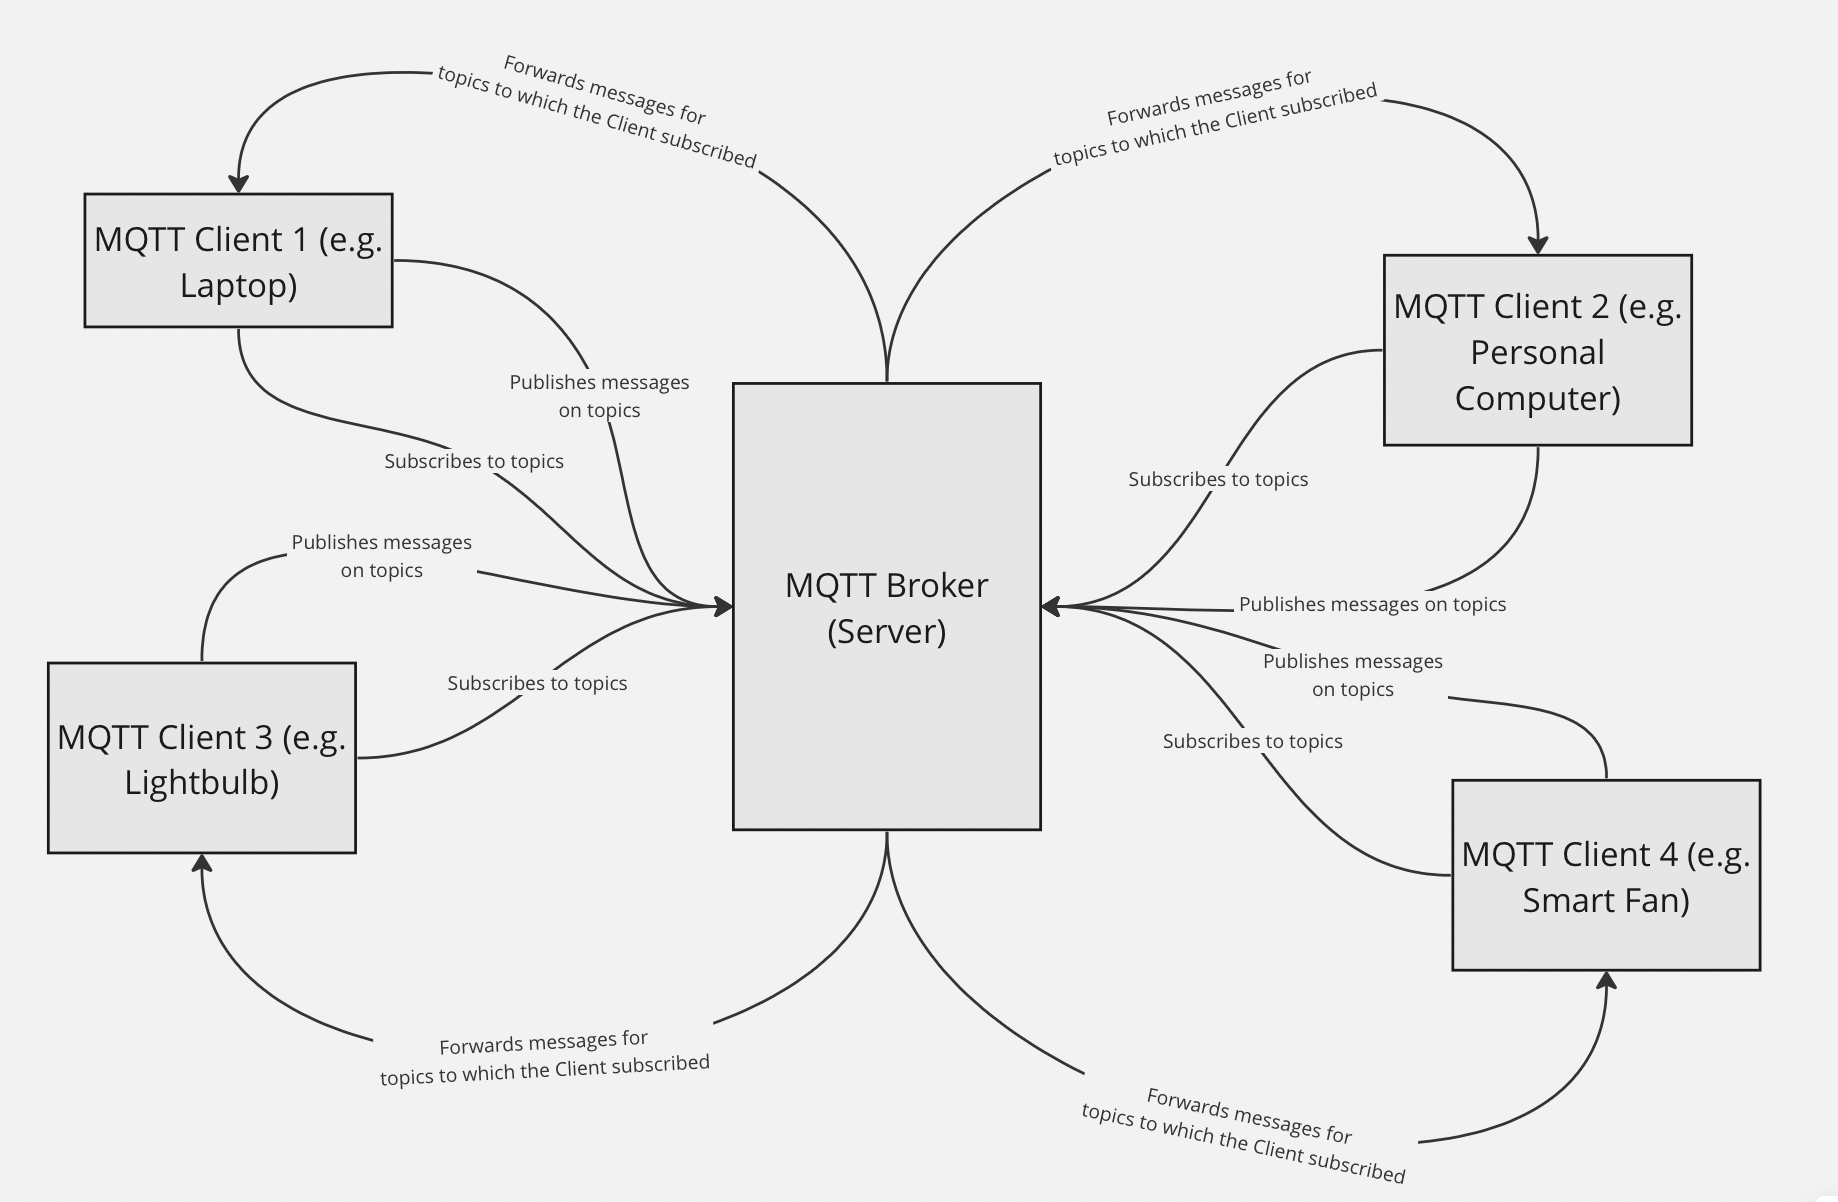 Forwards messages for
topics to which the Client subscribed
Forwards messages for
topics to which the Client subscribed
MQTT Client 1 (e.g.
Laptop)
MQTT Client 2 (e.g.
Personal
Computer)
Publishes messages
on topics
Subscribes to topics
Subscribes to topics
Publishes messages
on topics
MQTT Broker
(Server)
Publishes messages on topics
Subscribes to topics
Publishes messages
on topics
Subscribes to topics
MQTT Client 3 (e.g.
Lightbulb)
MQTT Client 4 (e.g.
Smart Fan)
Forwards messages for
topics to which the Client subscribed
Forwards messages for
topics to which the Client subscribed